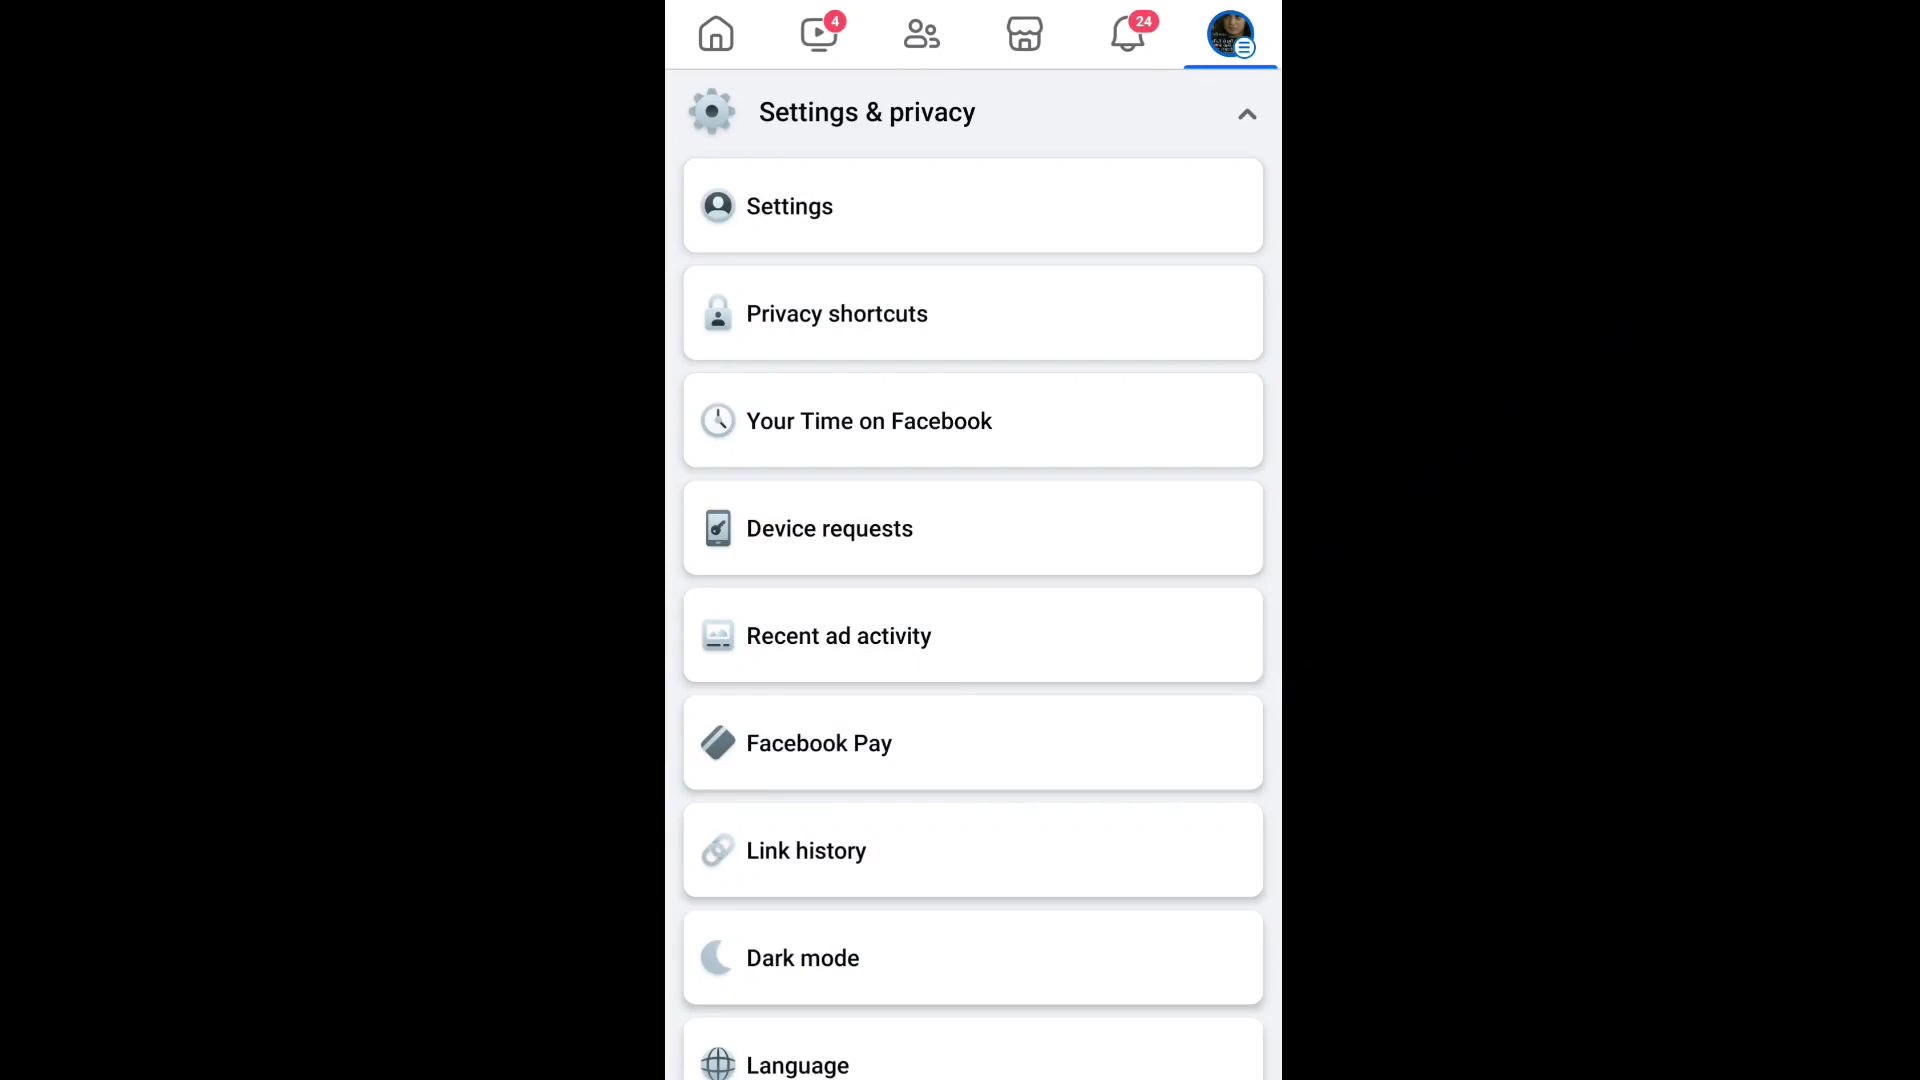 4
24
Settings & privacy
Settings
Privacy shortcuts
Your Time on Facebook
Device requests
Recent ad activity
Facebook Pay
Link history
Dark mode
Language